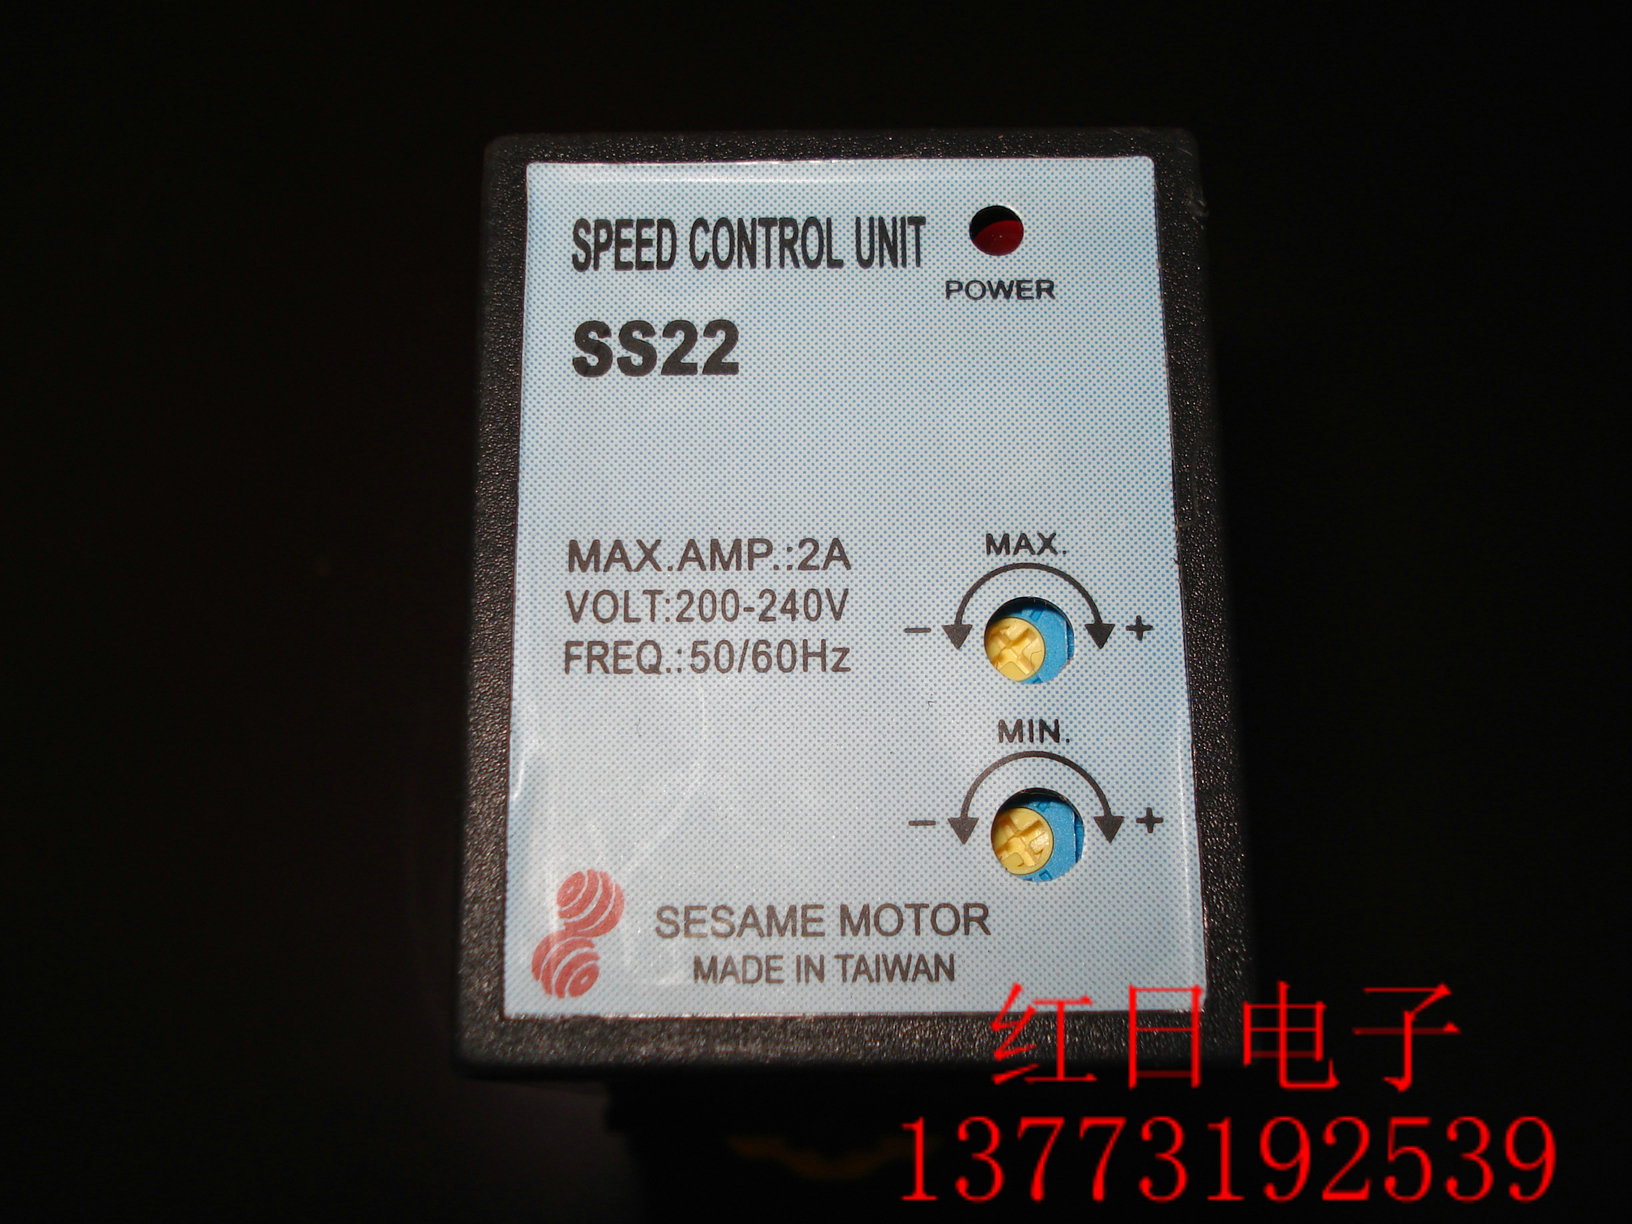 SPEED CONTROL UNIT
POWER
SS22
MAX.AMP.:2A
VOLT:200-240V
FREQ.:50/60Hz
MAX.
- +
MIN.
- +
SESAME MOTOR
MADE IN TAIWAN
红日电子
13773192539